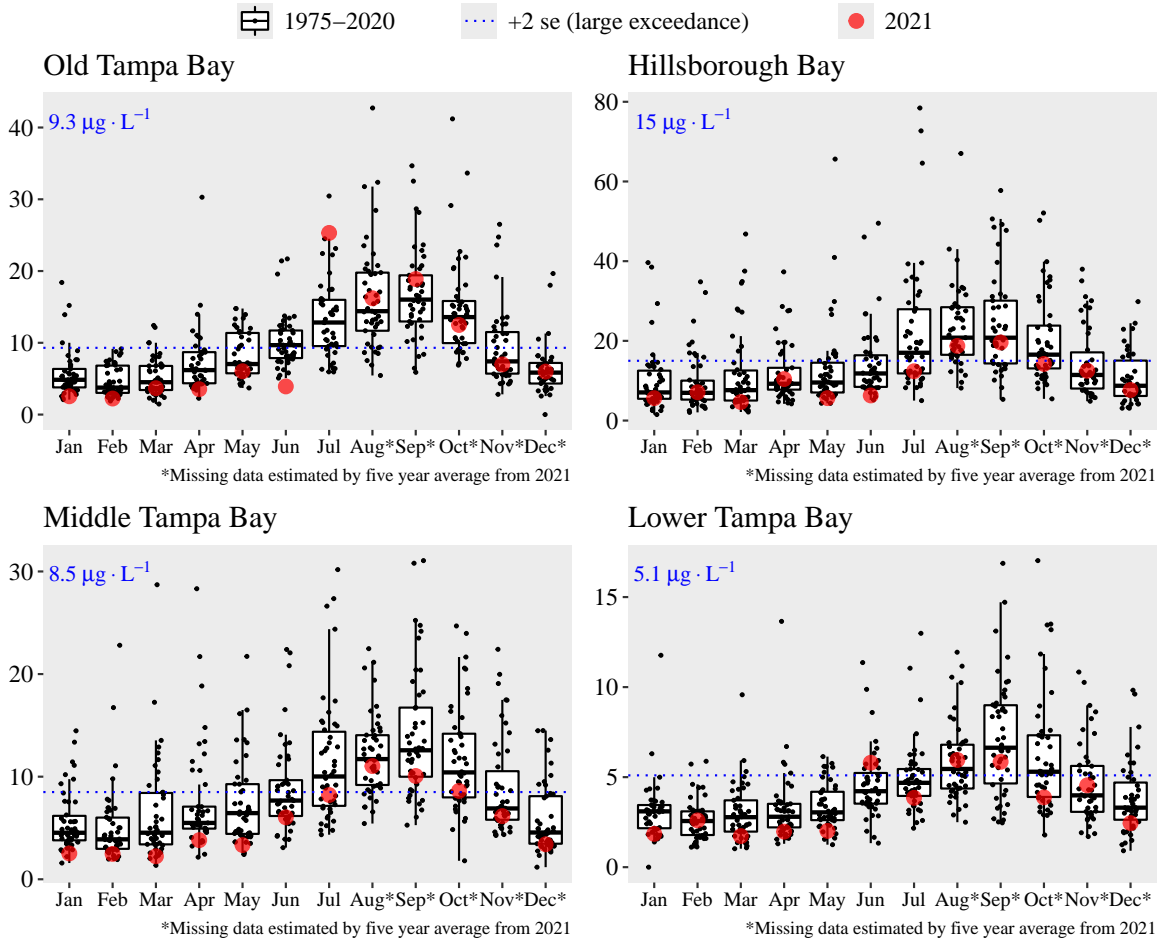 1975−2020 +2 se (large exceedance) 2021
Old Tampa Bay
9.3 µg · L⁻¹
40
30
20
10
0
Jan Feb Mar Apr May Jun Jul Aug* Sep* Oct* Nov* Dec*
*Missing data estimated by five year average from 2021
Hillsborough Bay
15 µg · L⁻¹
80
60
40
20
0
Jan Feb Mar Apr May Jun Jul Aug* Sep* Oct* Nov* Dec*
*Missing data estimated by five year average from 2021
Middle Tampa Bay
8.5 µg · L⁻¹
30
20
10
0
Jan Feb Mar Apr May Jun Jul Aug* Sep* Oct* Nov* Dec*
*Missing data estimated by five year average from 2021
Lower Tampa Bay
5.1 µg · L⁻¹
15
10
5
0
Jan Feb Mar Apr May Jun Jul Aug* Sep* Oct* Nov* Dec*
*Missing data estimated by five year average from 2021